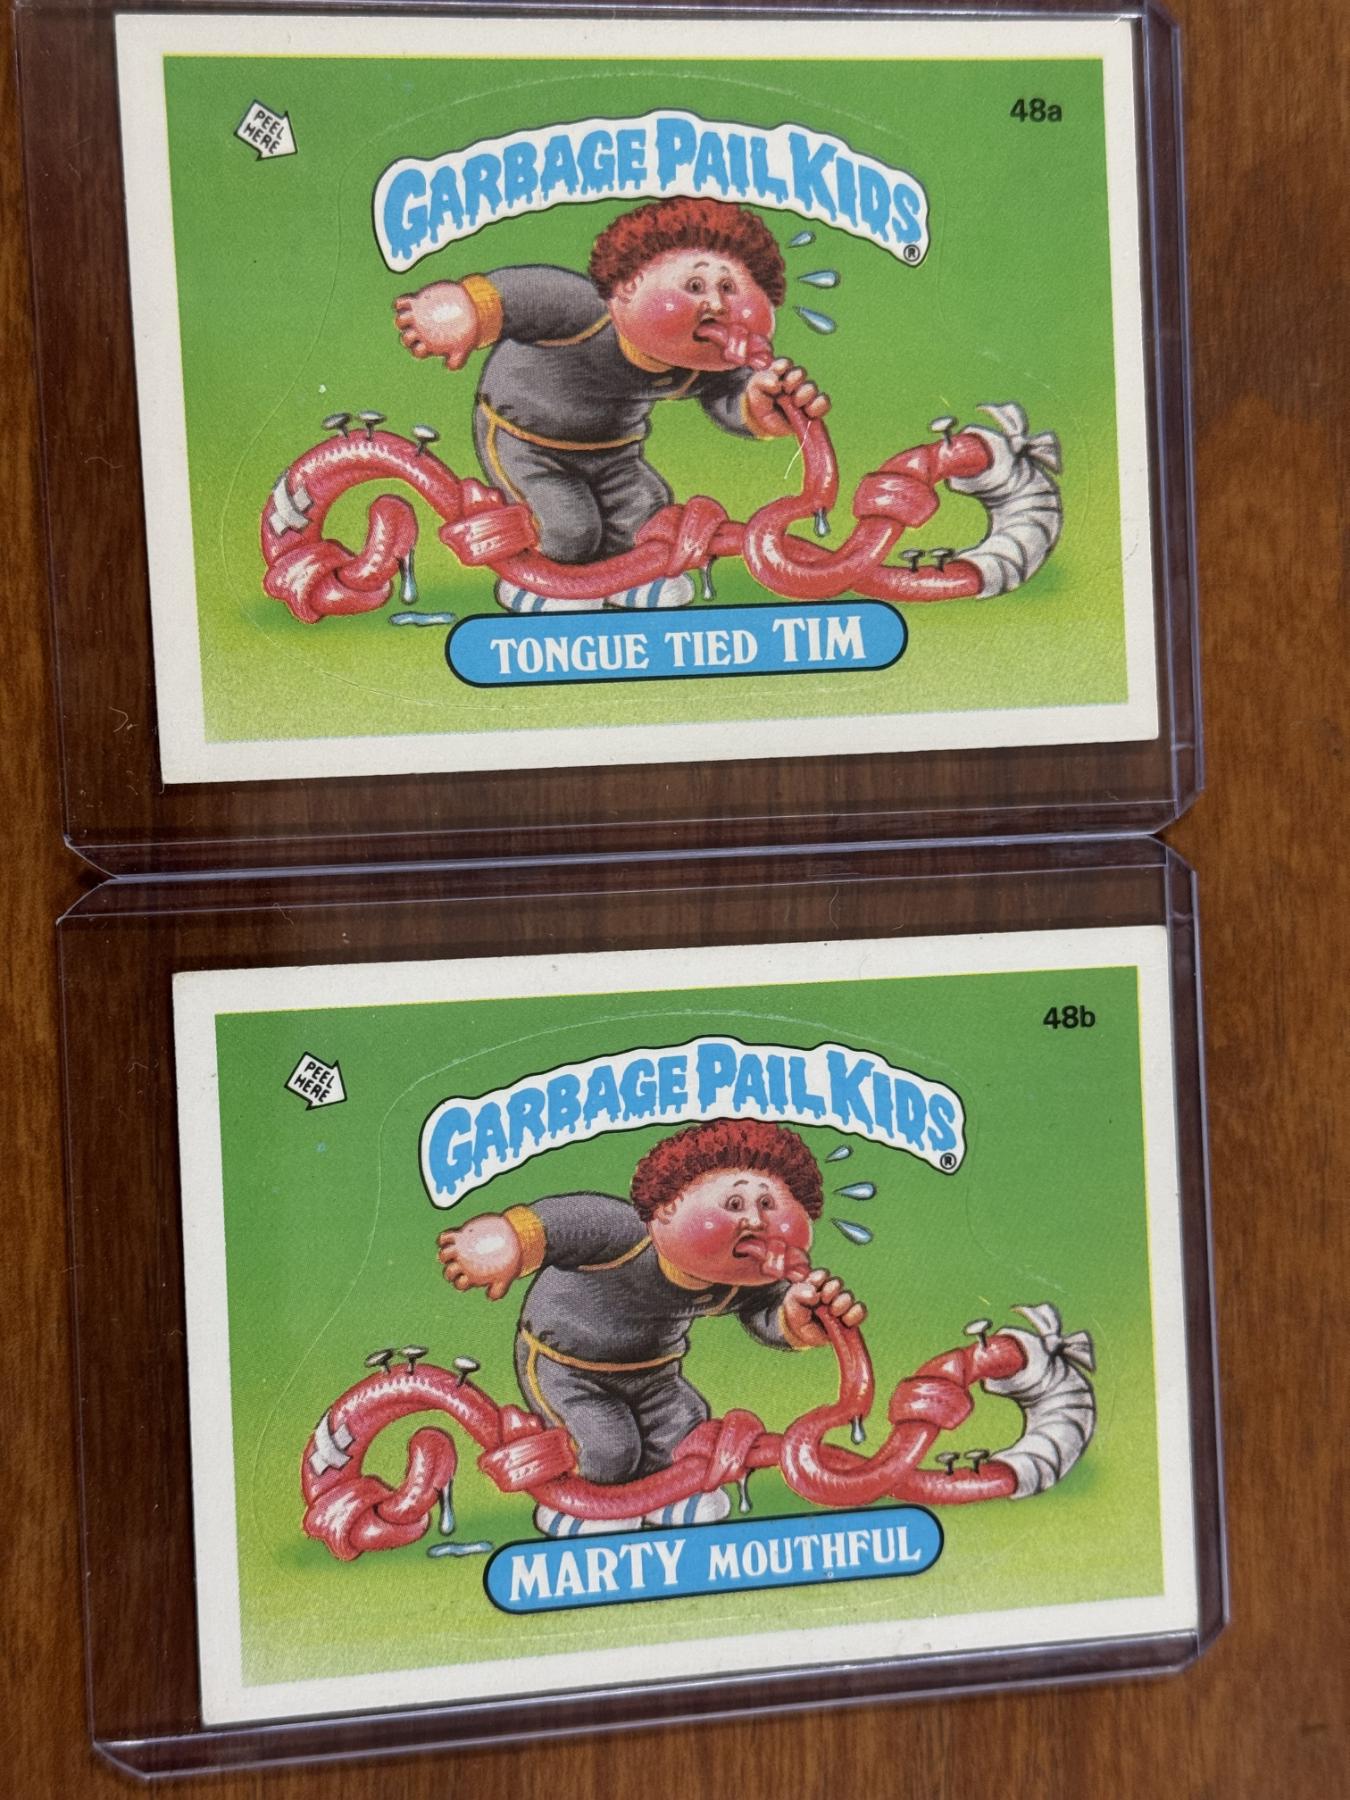 PEEL
HERE
48a
GARBAGE PAIL KIDS
®
TONGUE TIED TIM
PEEL
HERE
48b
GARBAGE PAIL KIDS
®
MARTY MOUTHFUL